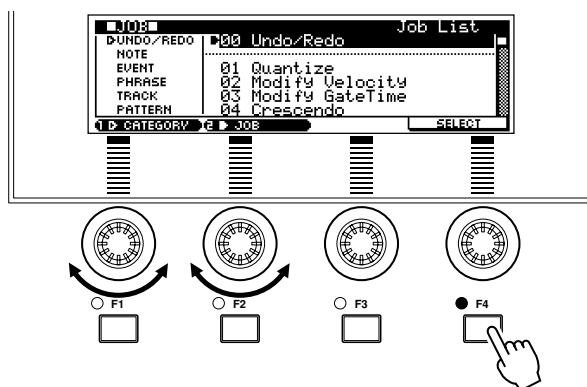 JOB Job List
UNDO/REDO 00 Undo/Redo
NOTE
EVENT 01 Quantize
PHRASE 02 Modify Velocity
TRACK 03 Modify GateTime
PATTERN 04 Crescendo
1 CATEGORY 2 JOB SELECT
F1 F2 F3 F4